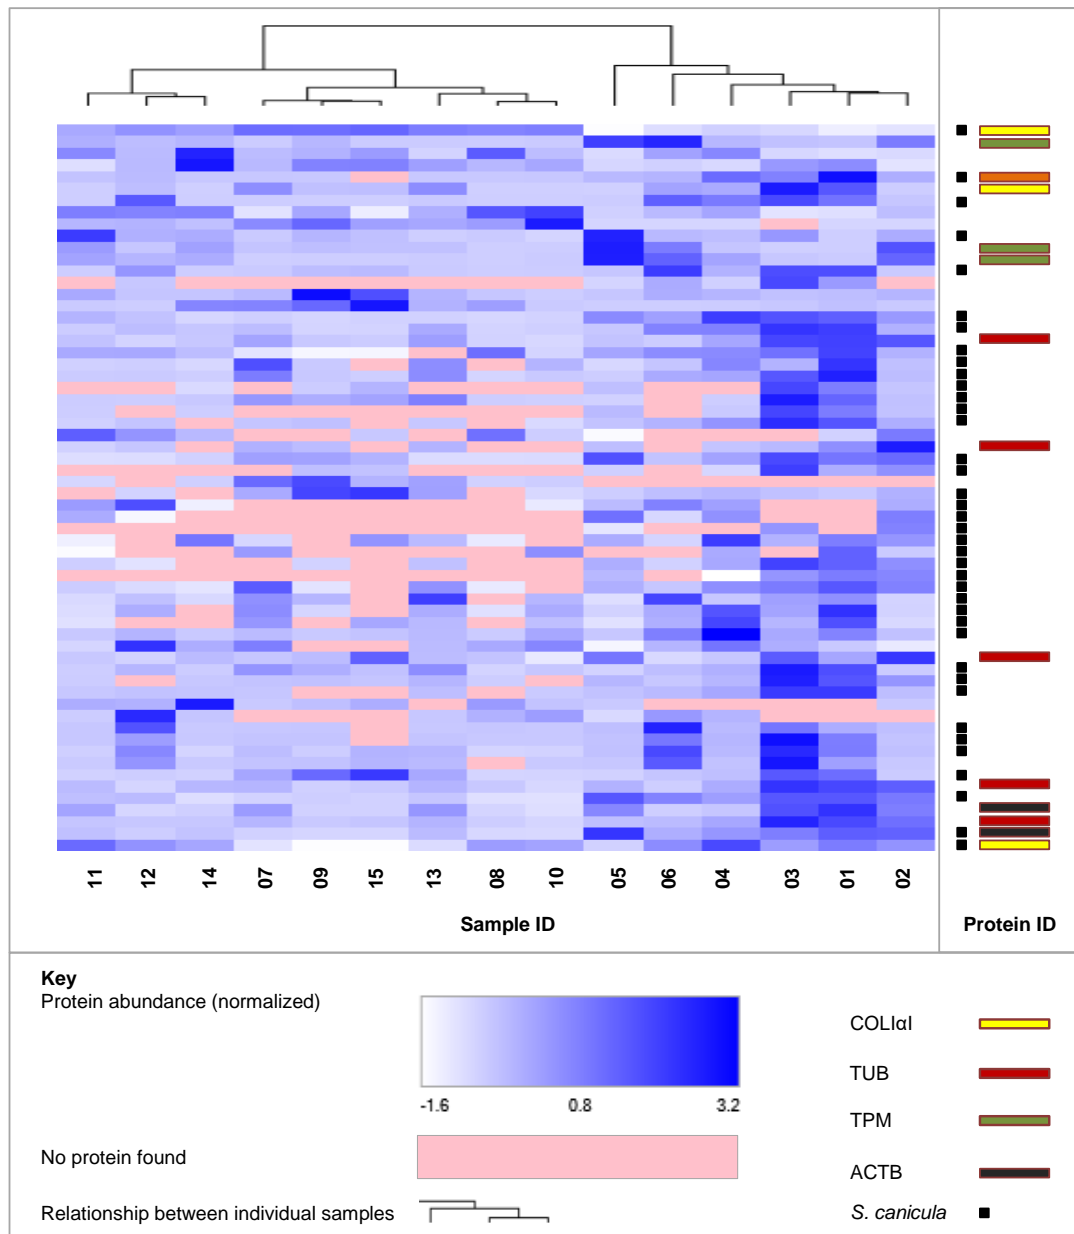 11 12 14 07 09 15 13 08 10 05 06 04 03 01 02
Sample ID
Protein ID
Key
Protein abundance (normalized)
-1.6 0.8 3.2
No protein found
Relationship between individual samples
COLIαI
TUB
TPM
ACTB
S. canicula